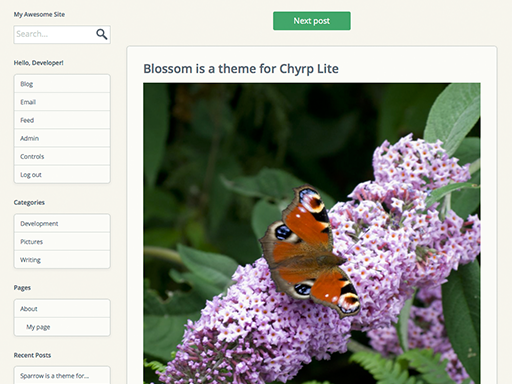 My Awesome Site
Search...
Hello, Developer!
Blog
Email
Feed
Admin
Controls
Log out
Categories
Development
Pictures
Writing
Pages
About
My page
Recent Posts
Sparrow is a theme for...
Next post
Blossom is a theme for Chyrp Lite